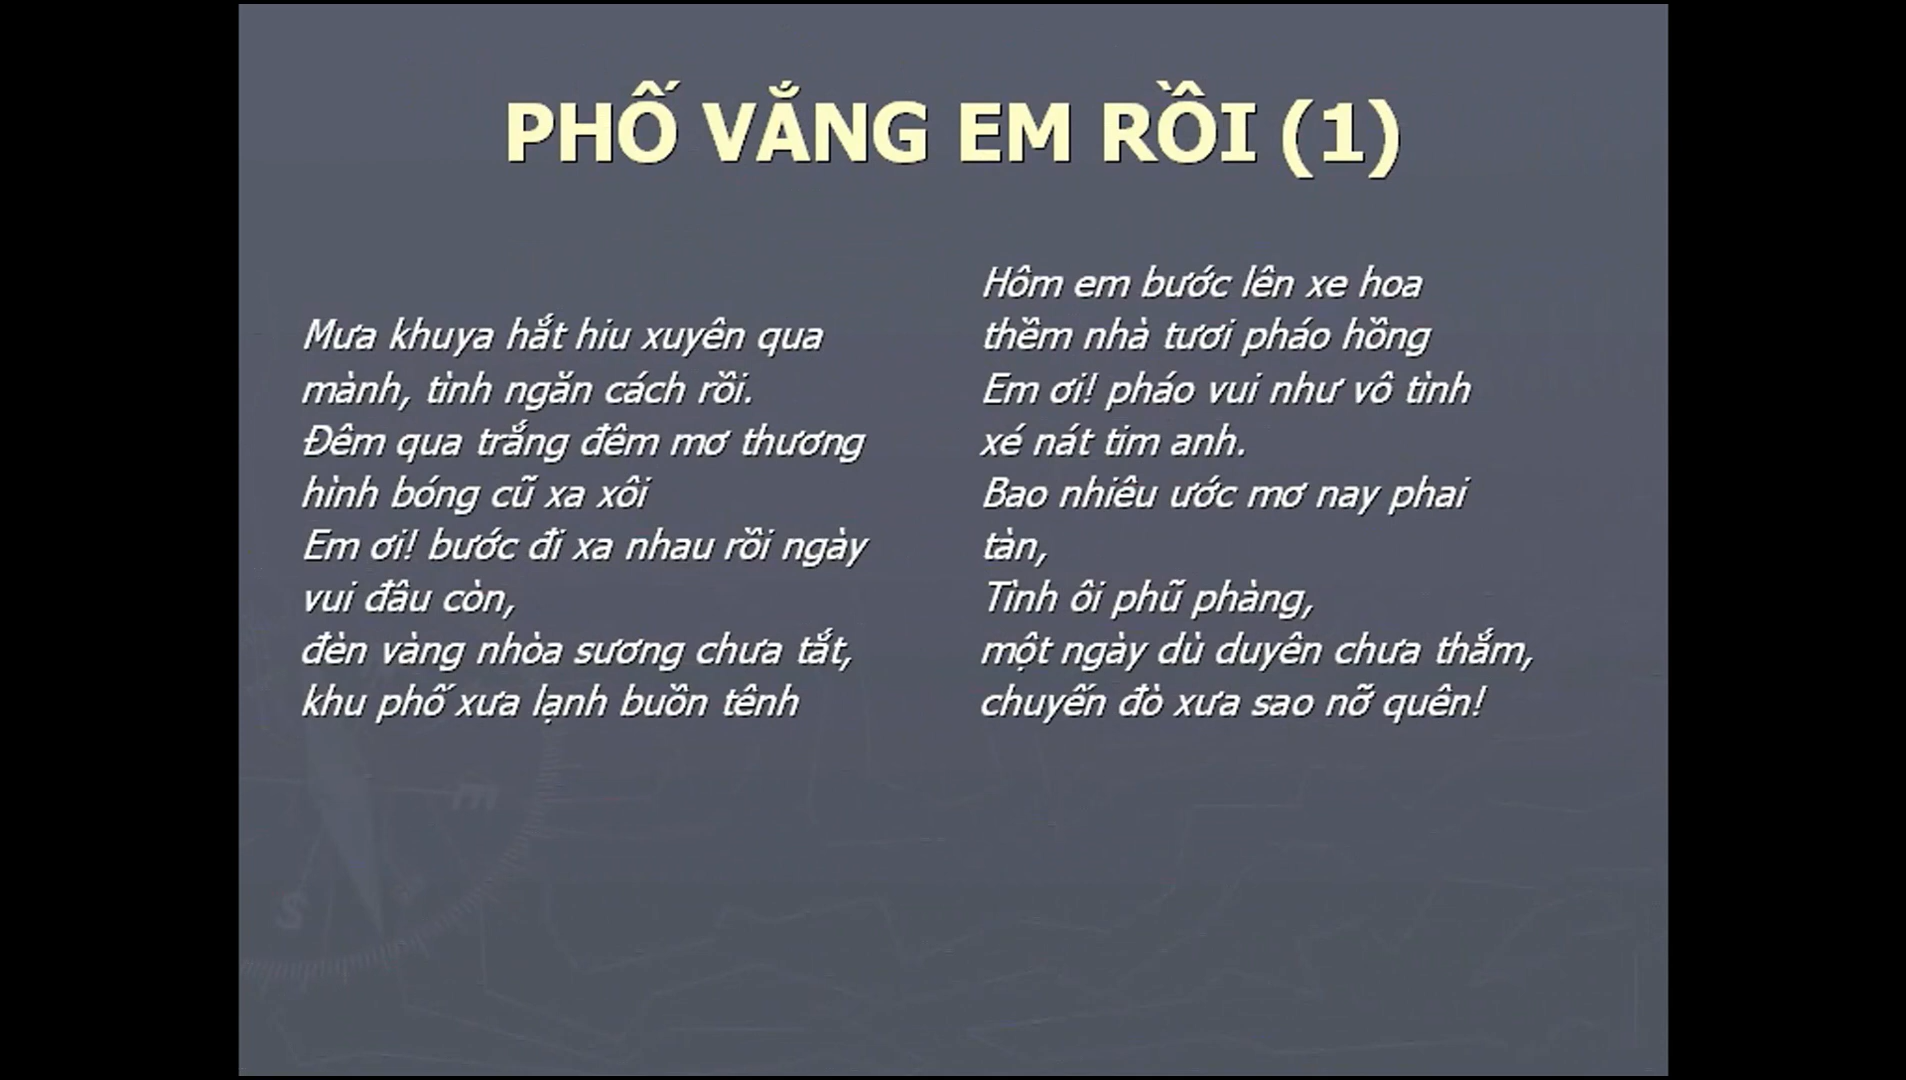 PHỐ VẮNG EM RỒI (1)
Mưa khuya hắt hiu xuyên qua
mành, tình ngăn cách rồi.
Đêm qua trắng đêm mơ thương
hình bóng cũ xa xôi
Em ơi! bước đi xa nhau rồi ngày
vui đâu còn,
đèn vàng nhòa sương chưa tắt,
khu phố xưa lạnh buồn tênh
Hôm em bước lên xe hoa
thềm nhà tươi pháo hồng
Em ơi! pháo vui như vô tình
xé nát tim anh.
Bao nhiêu ước mơ nay phai
tàn,
Tình ôi phũ phàng,
một ngày dù duyên chưa thắm,
chuyến đò xưa sao nỡ quên!